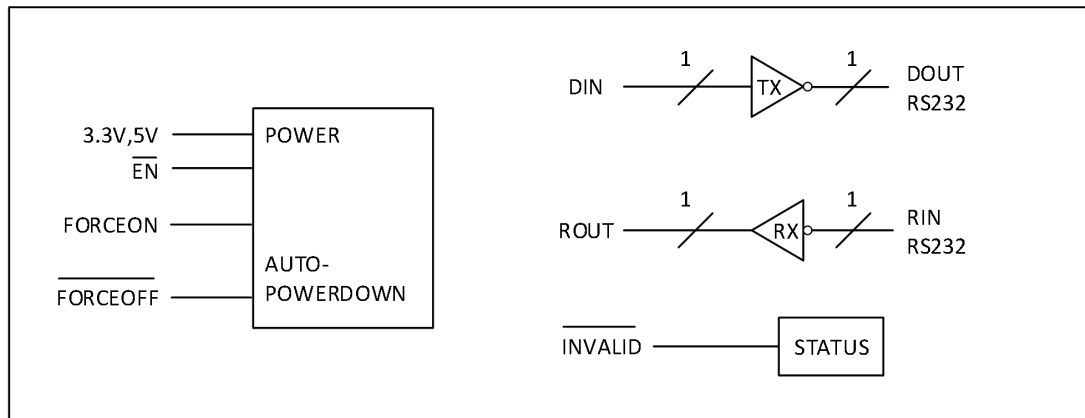 3.3V,5V
EN
FORCEON
FORCEOFF
POWER
AUTO-
POWERDOWN
DIN
1
TX
1
DOUT
RS232
ROUT
1
RX
1
RIN
RS232
INVALID
STATUS